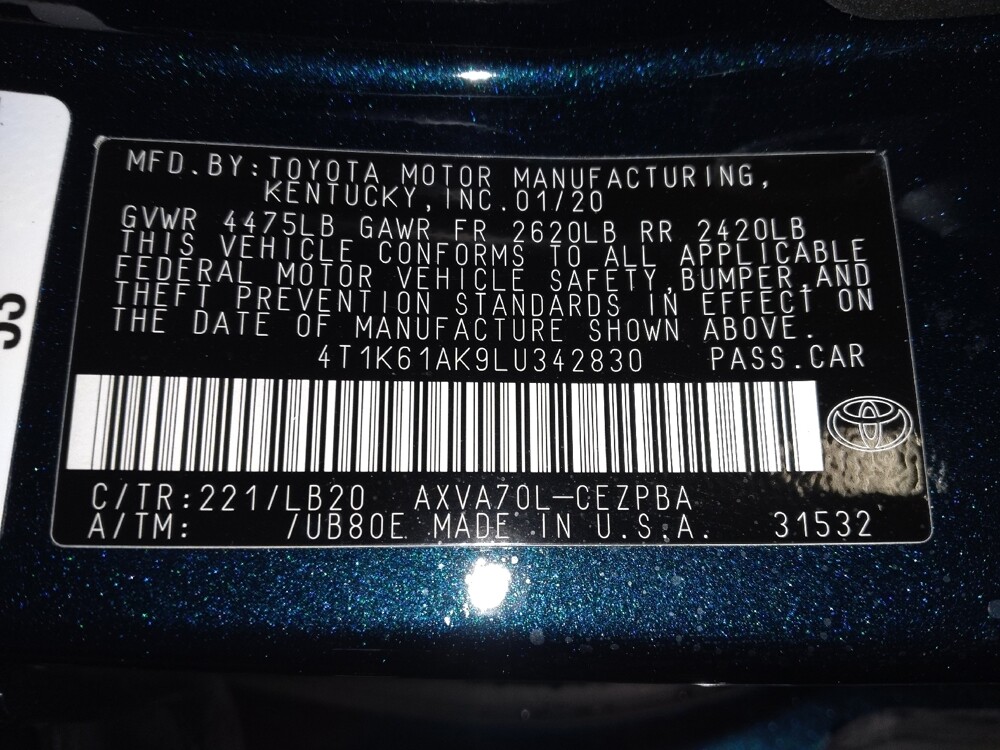 MFD.BY:TOYOTA MOTOR MANUFACTURING,
KENTUCKY,INC.01/20
GVWR 4475LB GAWR FR 2620LB RR 2420LB
THIS VEHICLE CONFORMS TO ALL APPLICABLE
FEDERAL MOTOR VEHICLE SAFETY,BUMPER,AND
THEFT PREVENTION STANDARDS IN EFFECT ON
THE DATE OF MANUFACTURE SHOWN ABOVE.
4T1K61AK9LU342830 PASS.CAR
C/TR:221/LB20 AXVA70L-CEZPBA
A/TM: /UB80E MADE IN U.S.A. 31532